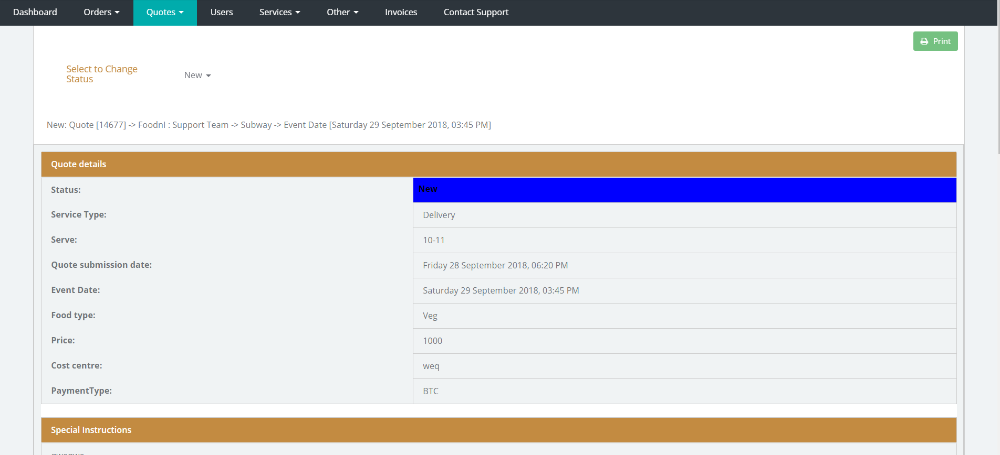 Dashboard Orders Quotes Users Services Other Invoices Contact Support
Print
Select to Change
Status
New
New: Quote [14677] -> FoodnI : Support Team -> Subway -> Event Date [Saturday 29 September 2018, 03:45 PM]
Quote details
Status: New
Service Type: Delivery
Serve: 10-11
Quote submission date: Friday 28 September 2018, 06:20 PM
Event Date: Saturday 29 September 2018, 03:45 PM
Food type: Veg
Price: 1000
Cost centre: weq
PaymentType: BTC
Special Instructions